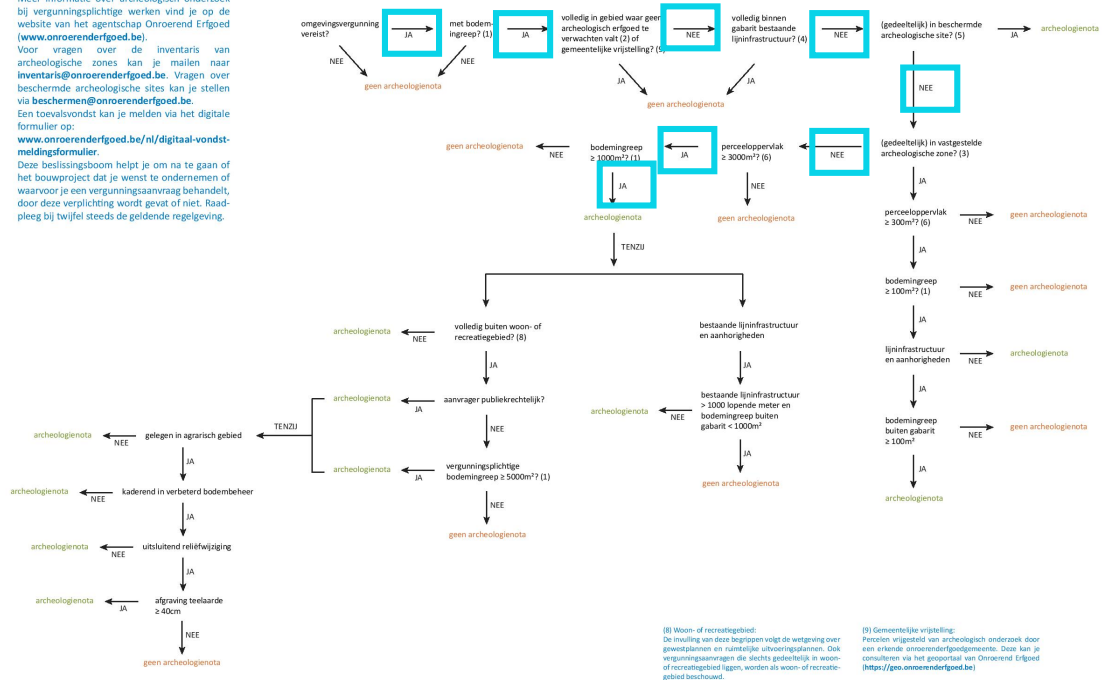 Meer informatie over archeologisch onderzoek
bij vergunningsplichtige werken vind je op de
website van het agentschap Onroerend Erfgoed
(www.onroerenderfgoed.be).
Voor vragen over de inventaris van
archeologische zones kan je mailen naar
inventaris@onroerenderfgoed.be. Vragen over
beschermde archeologische sites kan je stellen
via beschermen@onroerenderfgoed.be.
Een toevalsvondst kan je melden via het digitale
formulier op:
www.onroerenderfgoed.be/nl/digitaal-vondst-
meldingsformulier.
Deze beslissingsboom helpt je om na te gaan of
het bouwproject dat je wenst te ondernemen of
waarvoor je een vergunningsaanvraag behandelt,
door deze verplichting wordt gevat of niet. Raad-
pleeg bij twijfel steeds de geldende regelgeving.
omgevingsvergunning
vereist?
JA
NEE
met bodem-
ingreep? (1)
JA
NEE
geen archeologienota
volledig in gebied waar geen
archeologisch erfgoed te
verwachten valt (2) of
gemeentelijke vrijstelling? (9)
NEE
JA
volledig binnen
gabarit bestaande
lijninfrastructuur? (4)
NEE
JA
geen archeologienota
(gedeeltelijk) in beschermde
archeologische site? (5)
JA
archeologienota
NEE
(gedeeltelijk) in vastgestelde
archeologische zone? (3)
NEE
JA
perceeloppervlak
≥ 3000m²? (6)
JA
NEE
geen archeologienota
bodemingreep
≥ 1000m²? (1)
NEE
geen archeologienota
JA
archeologienota
TENZIJ
perceeloppervlak
≥ 300m²? (6)
NEE
geen archeologienota
JA
bodemingreep
≥ 100m²? (1)
NEE
geen archeologienota
JA
lijninfrastructuur
en aanhorigheden
NEE
archeologienota
JA
bodemingreep
buiten gabarit
≥ 100m²
NEE
geen archeologienota
JA
archeologienota
volledig buiten woon- of
recreatiegebied? (8)
NEE
archeologienota
JA
aanvrager publiekrechtelijk?
JA
archeologienota
NEE
vergunningsplichtige
bodemingreep ≥ 5000m²? (1)
JA
archeologienota
NEE
geen archeologienota
bestaande lijninfrastructuur
en aanhorigheden
JA
bestaande lijninfrastructuur
> 1000 lopende meter en
bodemingreep buiten
gabarit < 1000m²
NEE
archeologienota
JA
geen archeologienota
TENZIJ
gelegen in agrarisch gebied
NEE
archeologienota
JA
kaderend in verbeterd bodembeheer
NEE
archeologienota
JA
uitsluitend reliëfwijziging
NEE
archeologienota
JA
afgraving teelaarde
≥ 40cm
JA
archeologienota
NEE
geen archeologienota
(8) Woon- of recreatiegebied:
De invulling van deze begrippen volgt de wetgeving over
gewestplannen en ruimtelijke uitvoeringsplannen. Ook
vergunningsaanvragen die slechts gedeeltelijk in woon-
of recreatiegebied liggen, worden als woon- of recreatie-
gebied beschouwd.
(9) Gemeentelijke vrijstelling:
Percelen vrijgesteld van archeologisch onderzoek door
een erkende onroerenderfgoedgemeente. Deze kan je
consulteren via het geoportaal van Onroerend Erfgoed
(https://geo.onroerenderfgoed.be)